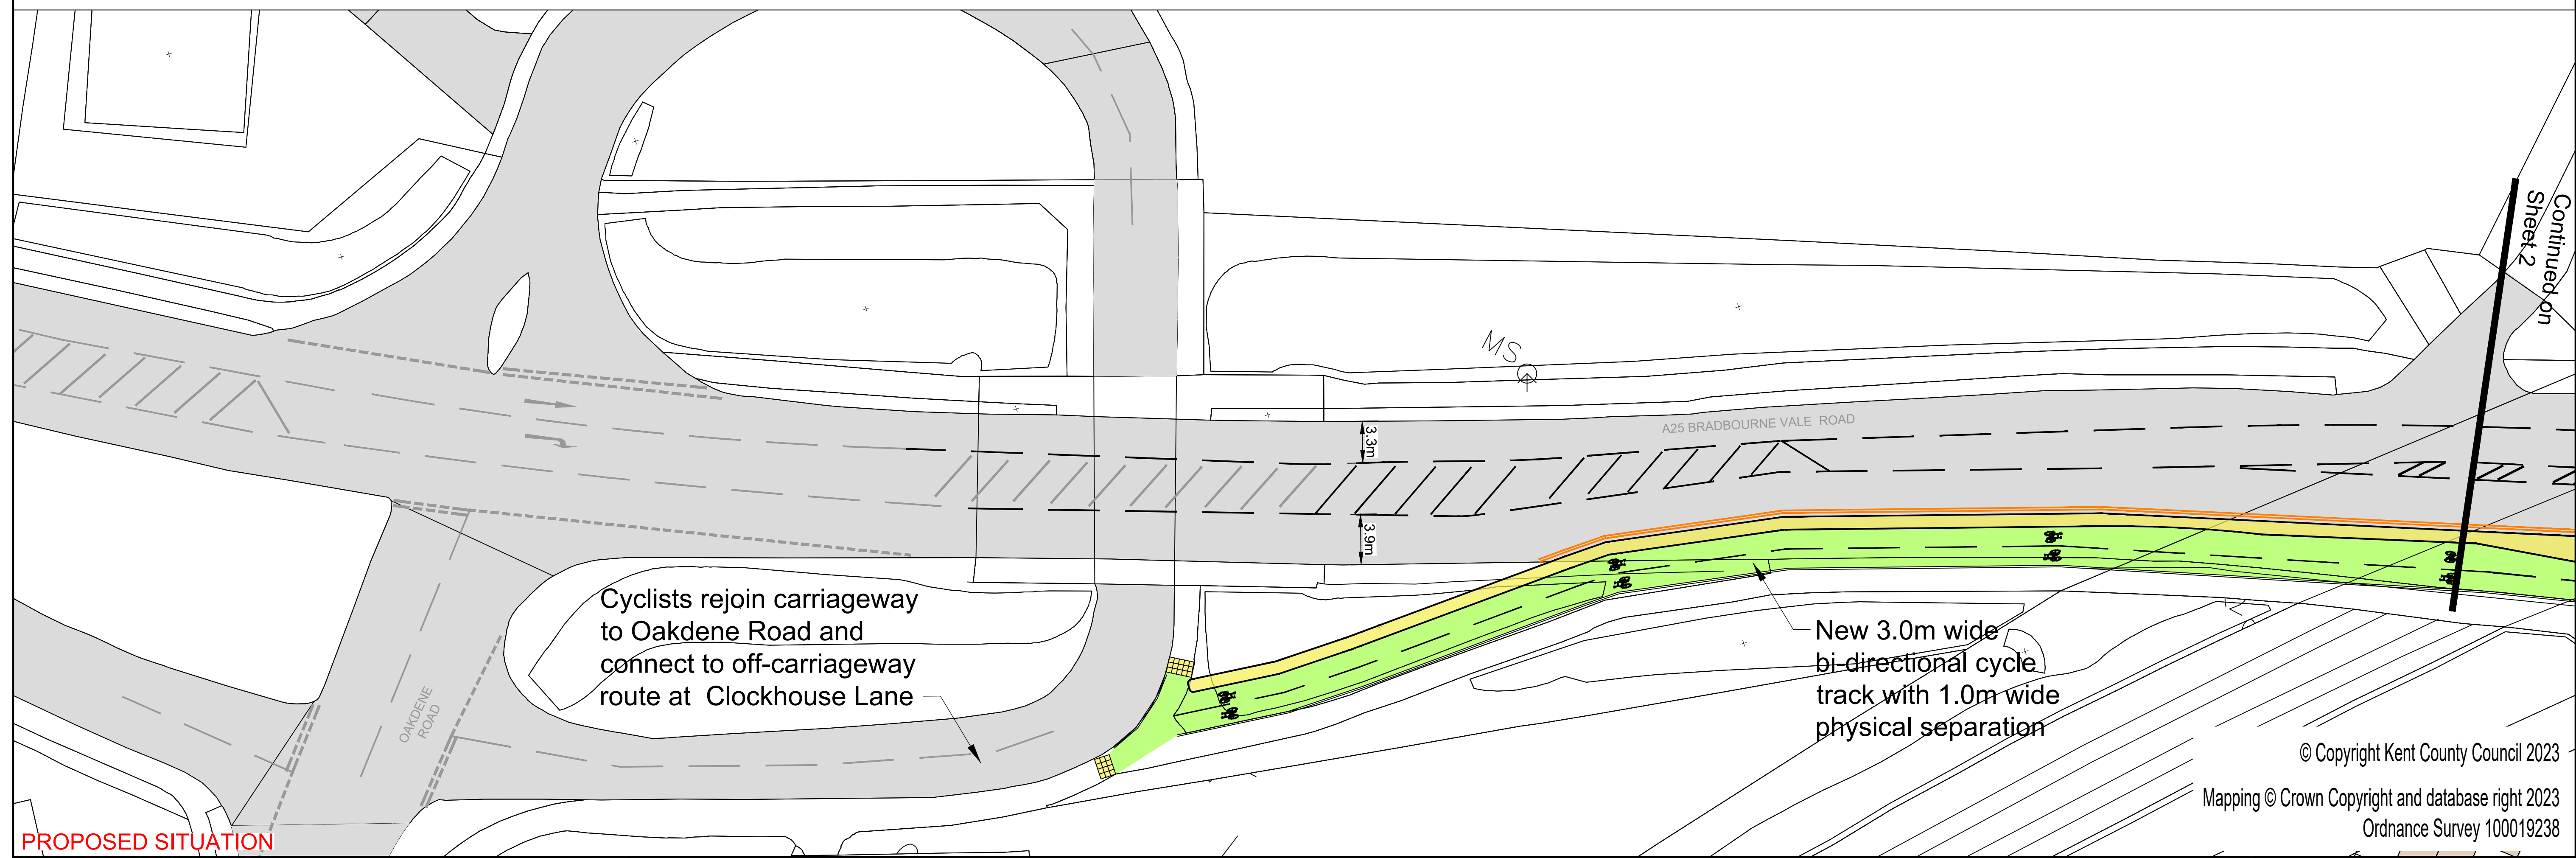 Continued on
Sheet 2
MS
A25 BRADBOURNE VALE ROAD
3.3m
3.9m
Cyclists rejoin carriageway
to Oakdene Road and
connect to off-carriageway
route at Clockhouse Lane
OAKDENE
ROAD
New 3.0m wide
bi-directional cycle
track with 1.0m wide
physical separation
© Copyright Kent County Council 2023
Mapping © Crown Copyright and database right 2023
Ordnance Survey 100019238
PROPOSED SITUATION